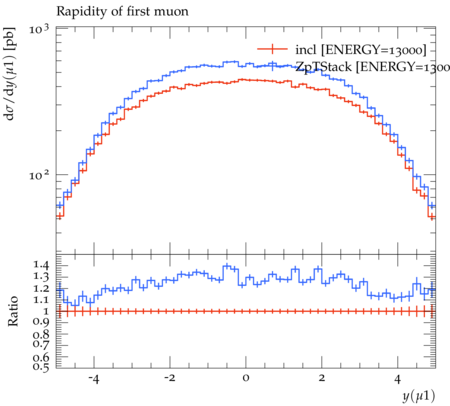 Rapidity of first muon
dσ/dy(μ1) [pb]
10³
incl [ENERGY=13000]
ZpTStack [ENERGY=1300
10²
Ratio
1.4
1.3
1.2
1.1
1
0.9
0.8
0.7
0.6
0.5
-4 -2 0 2 4
y(μ1)